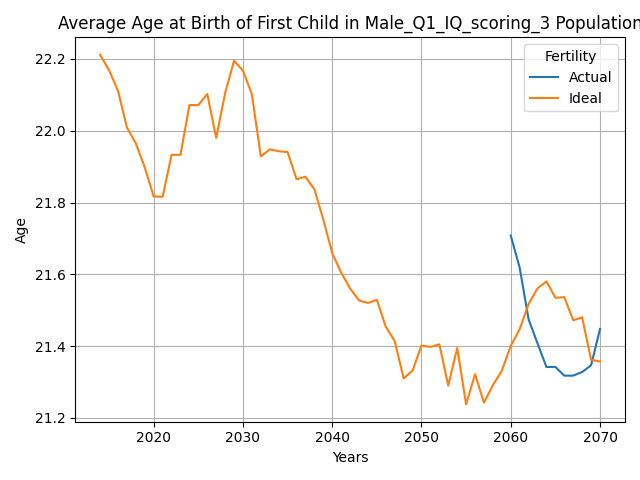 Average Age at Birth of First Child in Male_Q1_IQ_scoring_3 Population
Fertility
Actual
Ideal
22.2
22.0
21.8
21.6
21.4
21.2
Age
2020
2030
2040
2050
2060
2070
Years